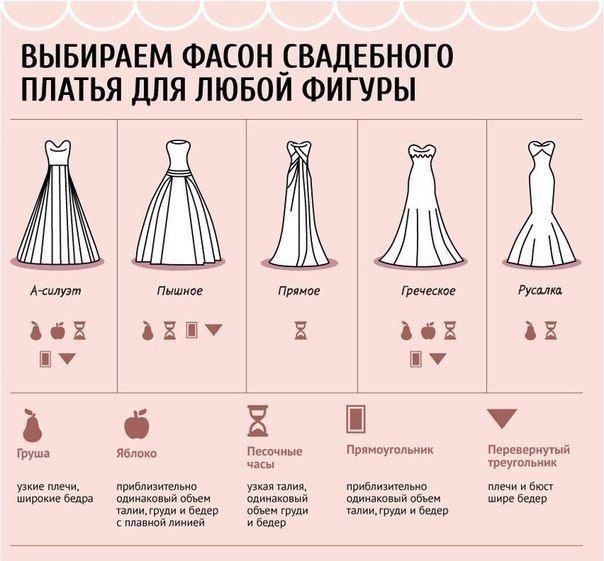 ВЫБИРАЕМ ФАСОН СВАДЕБНОГО
ПЛАТЬЯ ДЛЯ ЛЮБОЙ ФИГУРЫ
А-силуэт
Пышное
Прямое
Греческое
Русалка
Груша
узкие плечи,
широкие бедра
Яблоко
приблизительно
одинаковый объем
талии, груди и бедер
с плавной линией
Песочные
часы
узкая талия,
одинаковый
объем груди
и бедер
Прямоугольник
приблизительно
одинаковый объем
талии, груди и бедер
Перевернутый
треугольник
плечи и бюст
шире бедер